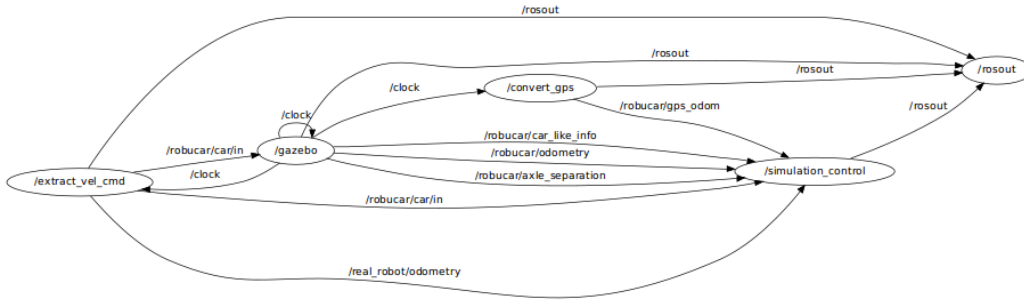 /rosout
/rosout
/rosout
/rosout
/clock
/convert_gps
/robucar/gps_odom
/rosout
/clock
/robucar/car_like_info
/robucar/car/in
/gazebo
/robucar/odometry
/clock
/robucar/axle_separation
/simulation_control
/extract_vel_cmd
/robucar/car/in
/real_robot/odometry